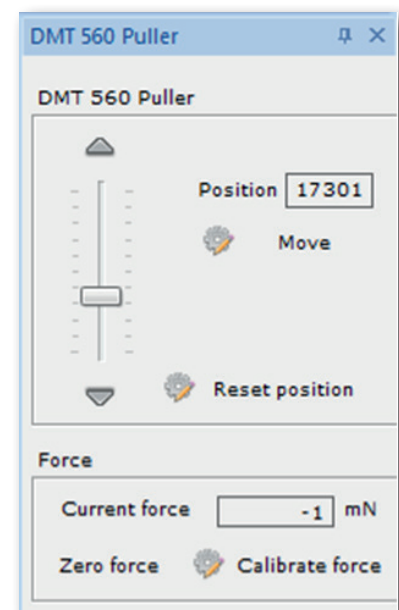 DMT 560 Puller
DMT 560 Puller
Position 17301
Move
Reset position
Force
Current force -1 mN
Zero force Calibrate force